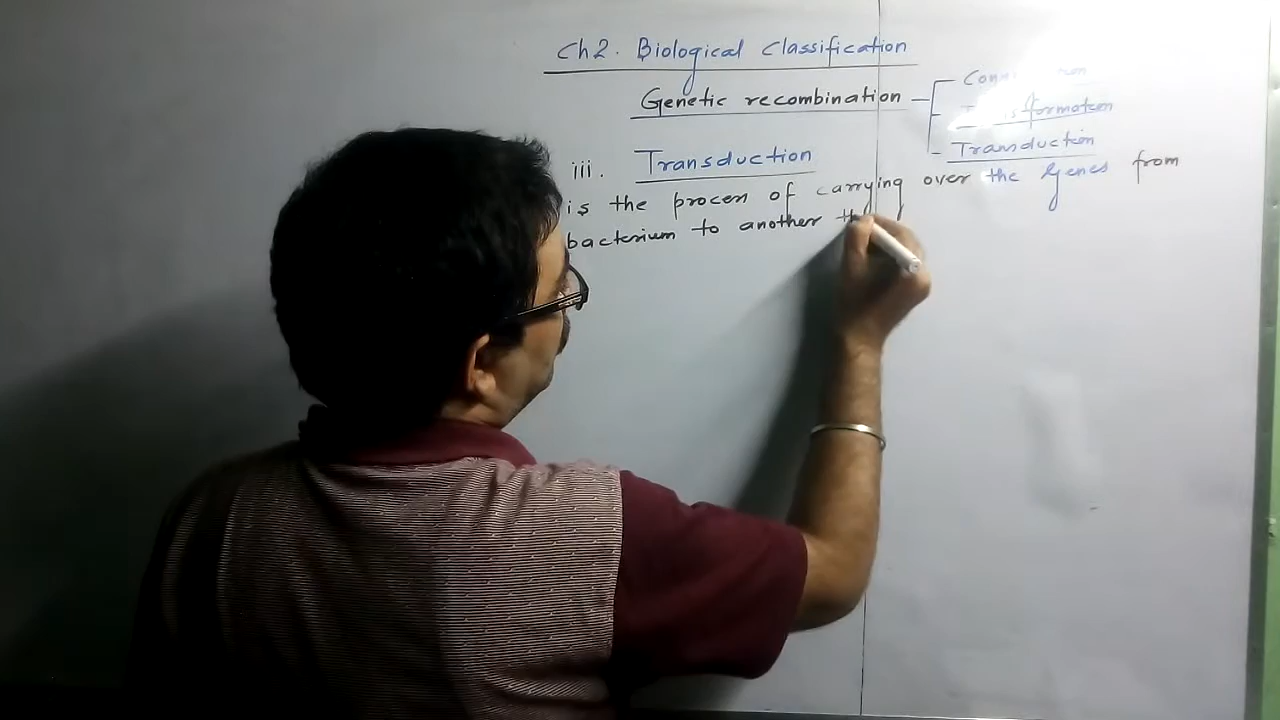 Ch2. Biological Classification
Genetic recombination
Transduction
iii. Transduction
is the process of carrying over the Genes from
bacterium to another